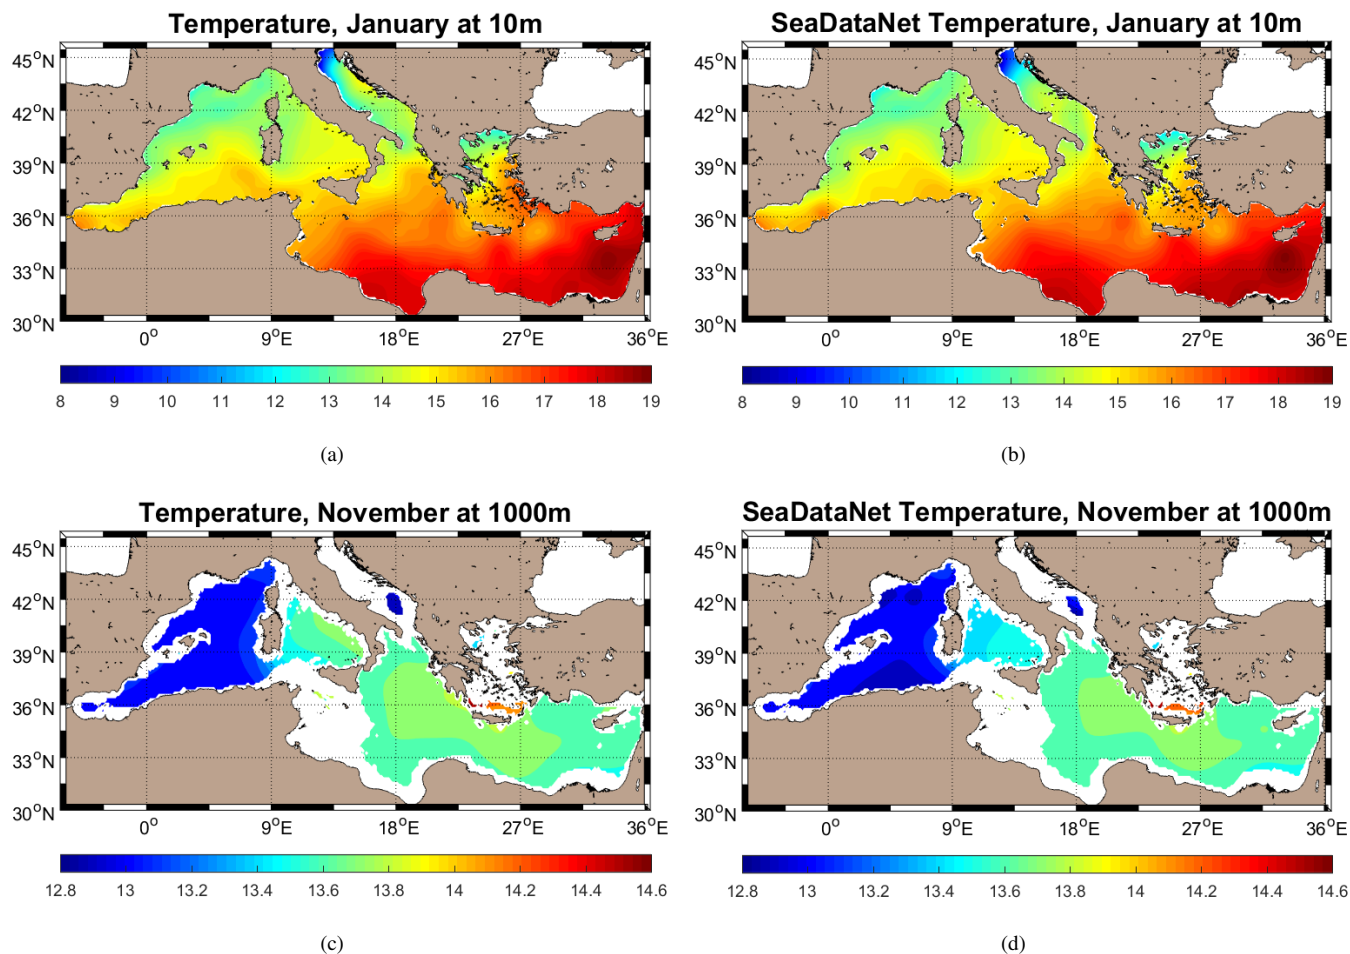 Temperature, January at 10m
45°N
42°N
39°N
36°N
33°N
30°N
0°
9°E
18°E
27°E
36°E
8 9 10 11 12 13 14 15 16 17 18 19
(a)
SeaDataNet Temperature, January at 10m
45°N
42°N
39°N
36°N
33°N
30°N
0°
9°E
18°E
27°E
36°E
8 9 10 11 12 13 14 15 16 17 18 19
(b)
Temperature, November at 1000m
45°N
42°N
39°N
36°N
33°N
30°N
0°
9°E
18°E
27°E
36°E
12.8 13 13.2 13.4 13.6 13.8 14 14.2 14.4 14.6
(c)
SeaDataNet Temperature, November at 1000m
45°N
42°N
39°N
36°N
33°N
30°N
0°
9°E
18°E
27°E
36°E
12.8 13 13.2 13.4 13.6 13.8 14 14.2 14.4 14.6
(d)